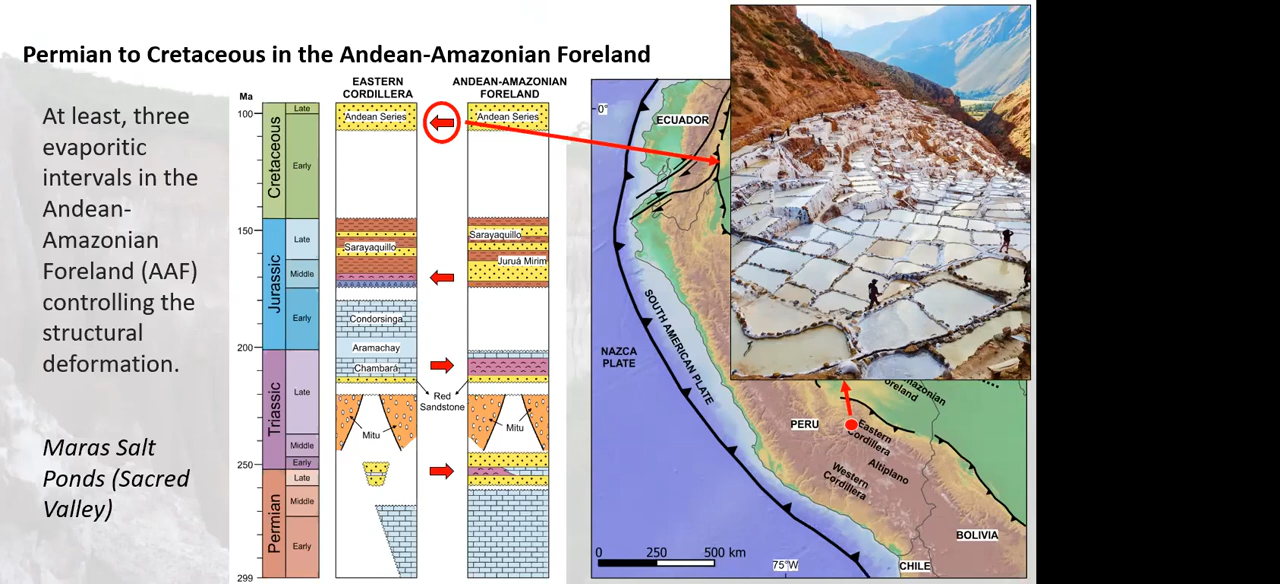 Permian to Cretaceous in the Andean-Amazonian Foreland
At least, three
evaporitic
intervals in the
Andean-
Amazonian
Foreland (AAF)
controlling the
structural
deformation.
Maras Salt
Ponds (Sacred
Valley)
EASTERN
CORDILLERA
ANDEAN-AMAZONIAN
FORELAND
Ma
100
150
200
250
299
Cretaceous
Jurassic
Triassic
Permian
Late
Early
Late
Middle
Early
Late
Middle
Early
Late
Middle
Early
Andean Series
Sarayaquillo
Condorsinga
Aramachay
Chambará
Mitu
Red
Sandstone
Andean Series
Sarayaquillo
Juruá Mirim
Mitu
0°
ECUADOR
SOUTH AMERICAN PLATE
NAZCA
PLATE
PERU
Foreland
Eastern
Cordillera
Altiplano
Western
Cordillera
BOLIVIA
CHILE
0 250 500 km
75°W